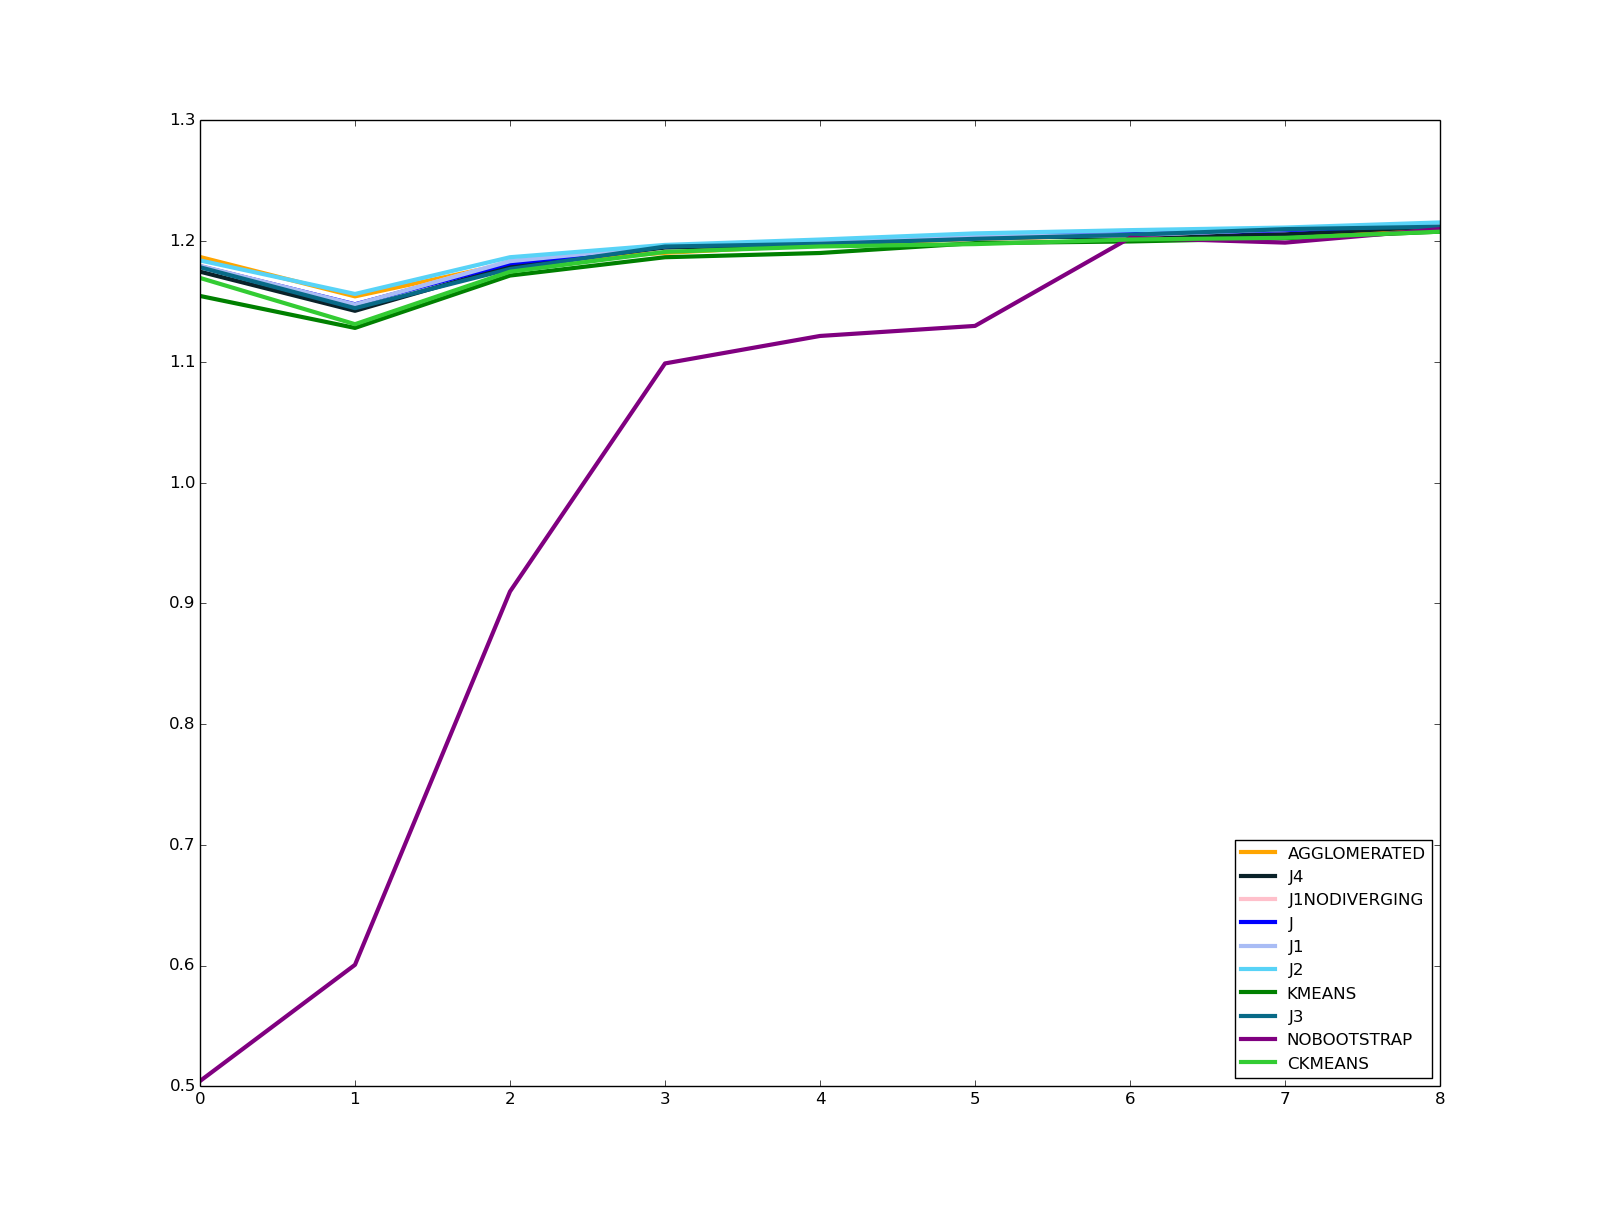 1.3
1.2
1.1
1.0
0.9
0.8
0.7
0.6
0.5
0 1 2 3 4 5 6 7 8
AGGLOMERATED
J4
J1NODIVERGING
J
J1
J2
KMEANS
J3
NOBOOTSTRAP
CKMEANS